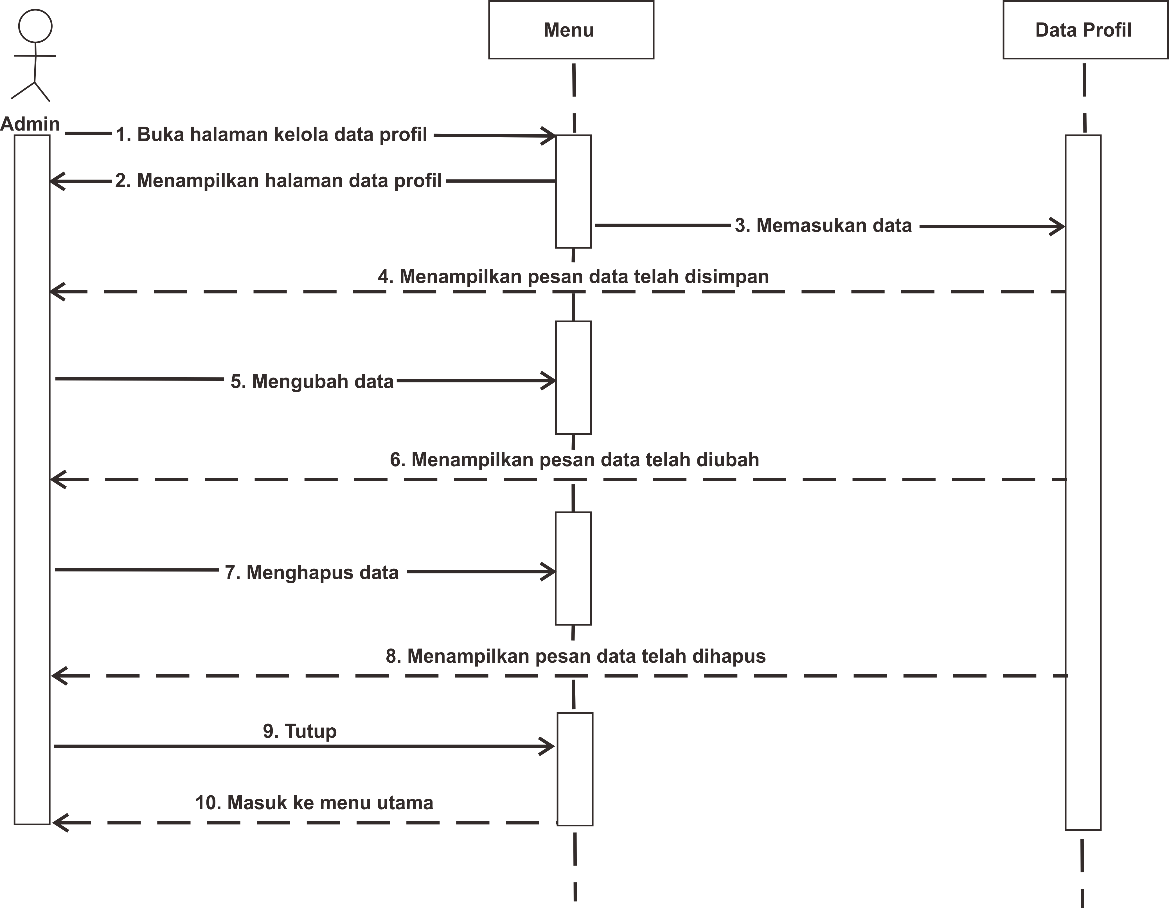 Menu
Data Profil
Admin
1. Buka halaman kelola data profil
2. Menampilkan halaman data profil
3. Memasukan data
4. Menampilkan pesan data telah disimpan
5. Mengubah data
6. Menampilkan pesan data telah diubah
7. Menghapus data
8. Menampilkan pesan data telah dihapus
9. Tutup
10. Masuk ke menu utama